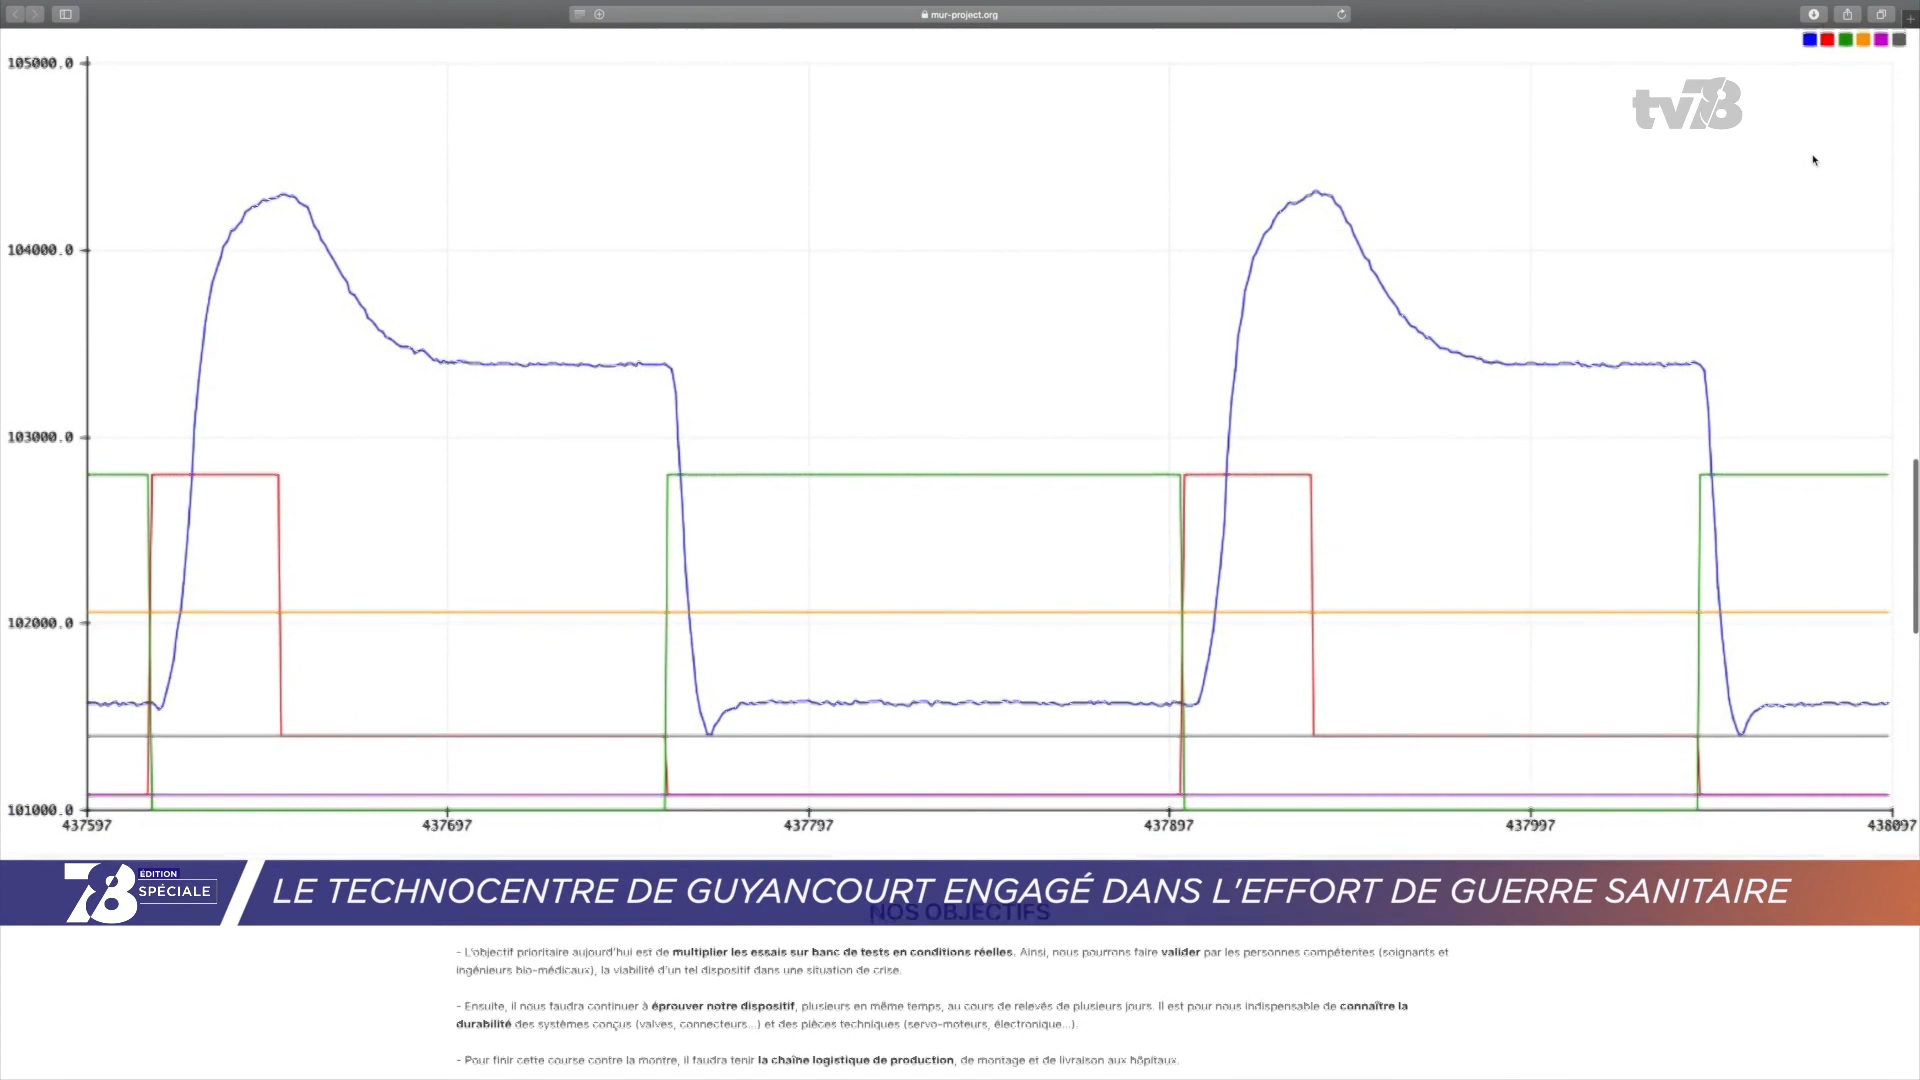 mur-project.org
105000.0
tv78
104000.0
103000.0
102000.0
101000.0
437597
437697
437797
437897
437997
438097
78 ÉDITION
SPÉCIALE
LE TECHNOCENTRE DE GUYANCOURT ENGAGÉ DANS L'EFFORT DE GUERRE SANITAIRE
NOS OBJECTIFS
- L'objectif prioritaire aujourd'hui est de multiplier les essais sur banc de tests en conditions réelles. Ainsi, nous pourrons faire valider par les personnes compétentes (soignants et
ingénieurs bio-médicaux), la viabilité d'un tel dispositif dans une situation de crise.
- Ensuite, il nous faudra continuer à éprouver notre dispositif, plusieurs en même temps, au cours de relevés de plusieurs jours. Il est pour nous indispensable de connaître la
durabilité des systèmes conçus (valves, connecteurs...) et des pièces techniques (servo-moteurs, électronique...).
- Pour finir cette course contre la montre, il faudra tenir la chaîne logistique de production, de montage et de livraison aux hôpitaux.